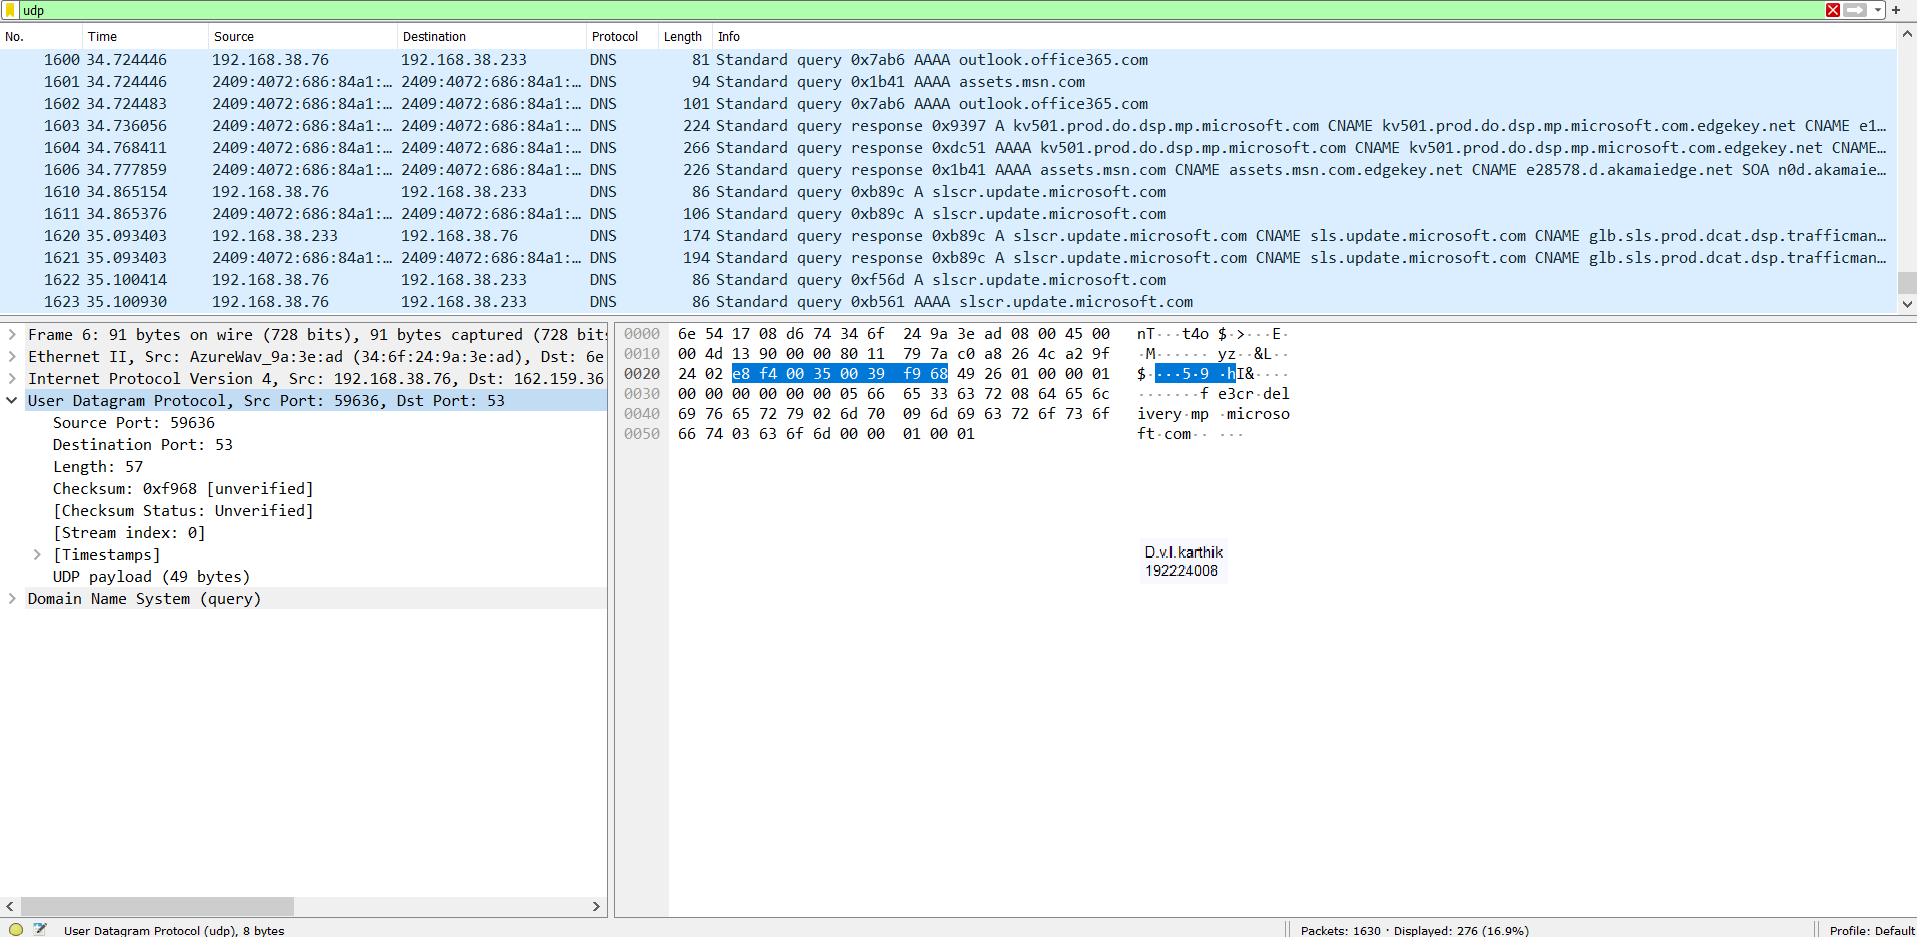 udp
No. Time Source Destination Protocol Length Info
1600 34.724446 192.168.38.76 192.168.38.233 DNS 81 Standard query 0x7ab6 AAAA outlook.office365.com
1601 34.724446 2409:4072:686:84a1:… 2409:4072:686:84a1:… DNS 94 Standard query 0x1b41 AAAA assets.msn.com
1602 34.724483 2409:4072:686:84a1:… 2409:4072:686:84a1:… DNS 101 Standard query 0x7ab6 AAAA outlook.office365.com
1603 34.736056 2409:4072:686:84a1:… 2409:4072:686:84a1:… DNS 224 Standard query response 0x9397 A kv501.prod.do.dsp.mp.microsoft.com CNAME kv501.prod.do.dsp.mp.microsoft.com.edgekey.net CNAME e1…
1604 34.768411 2409:4072:686:84a1:… 2409:4072:686:84a1:… DNS 266 Standard query response 0xdc51 AAAA kv501.prod.do.dsp.mp.microsoft.com CNAME kv501.prod.do.dsp.mp.microsoft.com.edgekey.net CNAME…
1606 34.777859 2409:4072:686:84a1:… 2409:4072:686:84a1:… DNS 226 Standard query response 0x1b41 AAAA assets.msn.com CNAME assets.msn.com.edgekey.net CNAME e28578.d.akamaiedge.net SOA n0d.akamaie…
1610 34.865154 192.168.38.76 192.168.38.233 DNS 86 Standard query 0xb89c A slscr.update.microsoft.com
1611 34.865376 2409:4072:686:84a1:… 2409:4072:686:84a1:… DNS 106 Standard query 0xb89c A slscr.update.microsoft.com
1620 35.093403 192.168.38.233 192.168.38.76 DNS 174 Standard query response 0xb89c A slscr.update.microsoft.com CNAME sls.update.microsoft.com CNAME glb.sls.prod.dcat.dsp.trafficman…
1621 35.093403 2409:4072:686:84a1:… 2409:4072:686:84a1:… DNS 194 Standard query response 0xb89c A slscr.update.microsoft.com CNAME sls.update.microsoft.com CNAME glb.sls.prod.dcat.dsp.trafficman…
1622 35.100414 192.168.38.76 192.168.38.233 DNS 86 Standard query 0xf56d A slscr.update.microsoft.com
1623 35.100930 192.168.38.76 192.168.38.233 DNS 86 Standard query 0xb561 AAAA slscr.update.microsoft.com
Frame 6: 91 bytes on wire (728 bits), 91 bytes captured (728 bit
Ethernet II, Src: AzureWav_9a:3e:ad (34:6f:24:9a:3e:ad), Dst: 6e
Internet Protocol Version 4, Src: 192.168.38.76, Dst: 162.159.36
User Datagram Protocol, Src Port: 59636, Dst Port: 53
Source Port: 59636
Destination Port: 53
Length: 57
Checksum: 0xf968 [unverified]
[Checksum Status: Unverified]
[Stream index: 0]
[Timestamps]
UDP payload (49 bytes)
Domain Name System (query)
0000 6e 54 17 08 d6 74 34 6f 24 9a 3e ad 08 00 45 00 nT···t4o $·>···E·
0010 00 4d 13 90 00 00 80 11 79 7a c0 a8 26 4c a2 9f ·M······ yz··&L··
0020 24 02 e8 f4 00 35 00 39 f9 68 49 26 01 00 00 01 $····5·9 ·hI&····
0030 00 00 00 00 00 00 05 66 65 33 63 72 08 64 65 6c ·······f e3cr·del
0040 69 76 65 72 79 02 6d 70 09 6d 69 63 72 6f 73 6f ivery·mp ·microso
0050 66 74 03 63 6f 6d 00 00 01 00 01 ft·com·· ···
D.v.l.karthik
192224008
User Datagram Protocol (udp), 8 bytes
Packets: 1630 · Displayed: 276 (16.9%)
Profile: Default